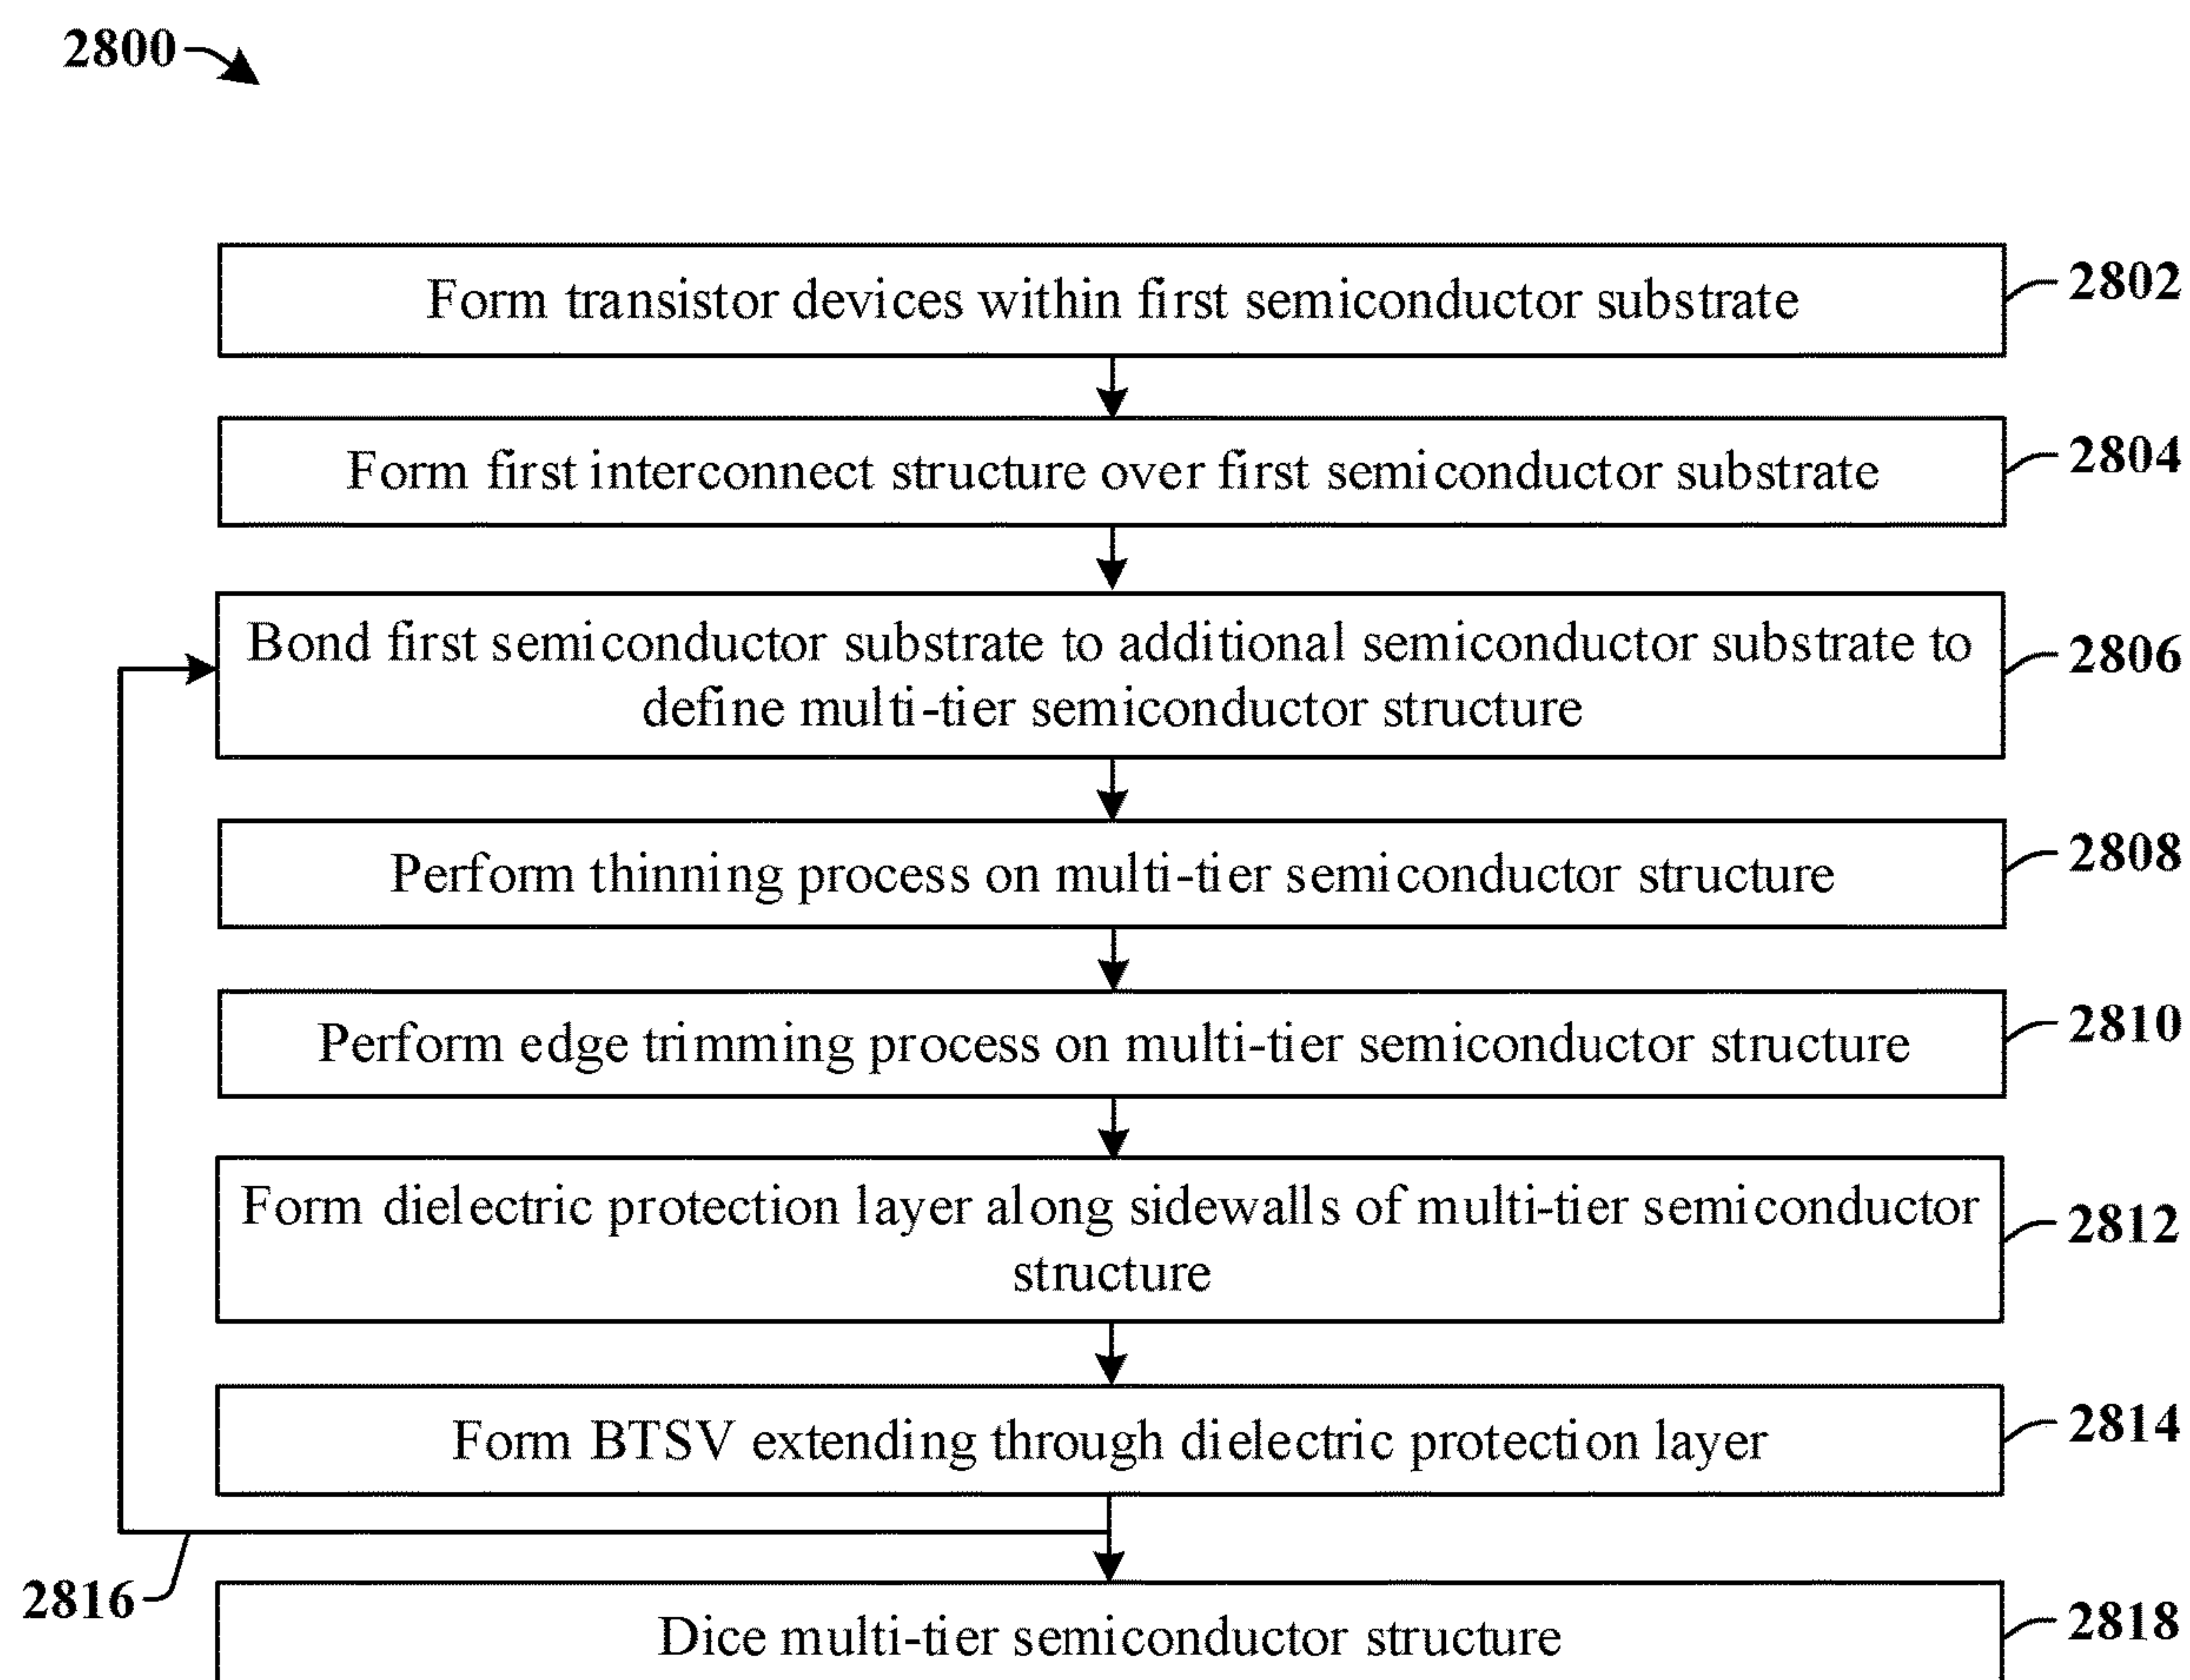 2800
Form transistor devices within first semiconductor substrate
2802
Form first interconnect structure over first semiconductor substrate
2804
Bond first semiconductor substrate to additional semiconductor substrate to
define multi-tier semiconductor structure
2806
Perform thinning process on multi-tier semiconductor structure
2808
Perform edge trimming process on multi-tier semiconductor structure
2810
Form dielectric protection layer along sidewalls of multi-tier semiconductor
structure
2812
Form BTSV extending through dielectric protection layer
2814
2816
Dice multi-tier semiconductor structure
2818